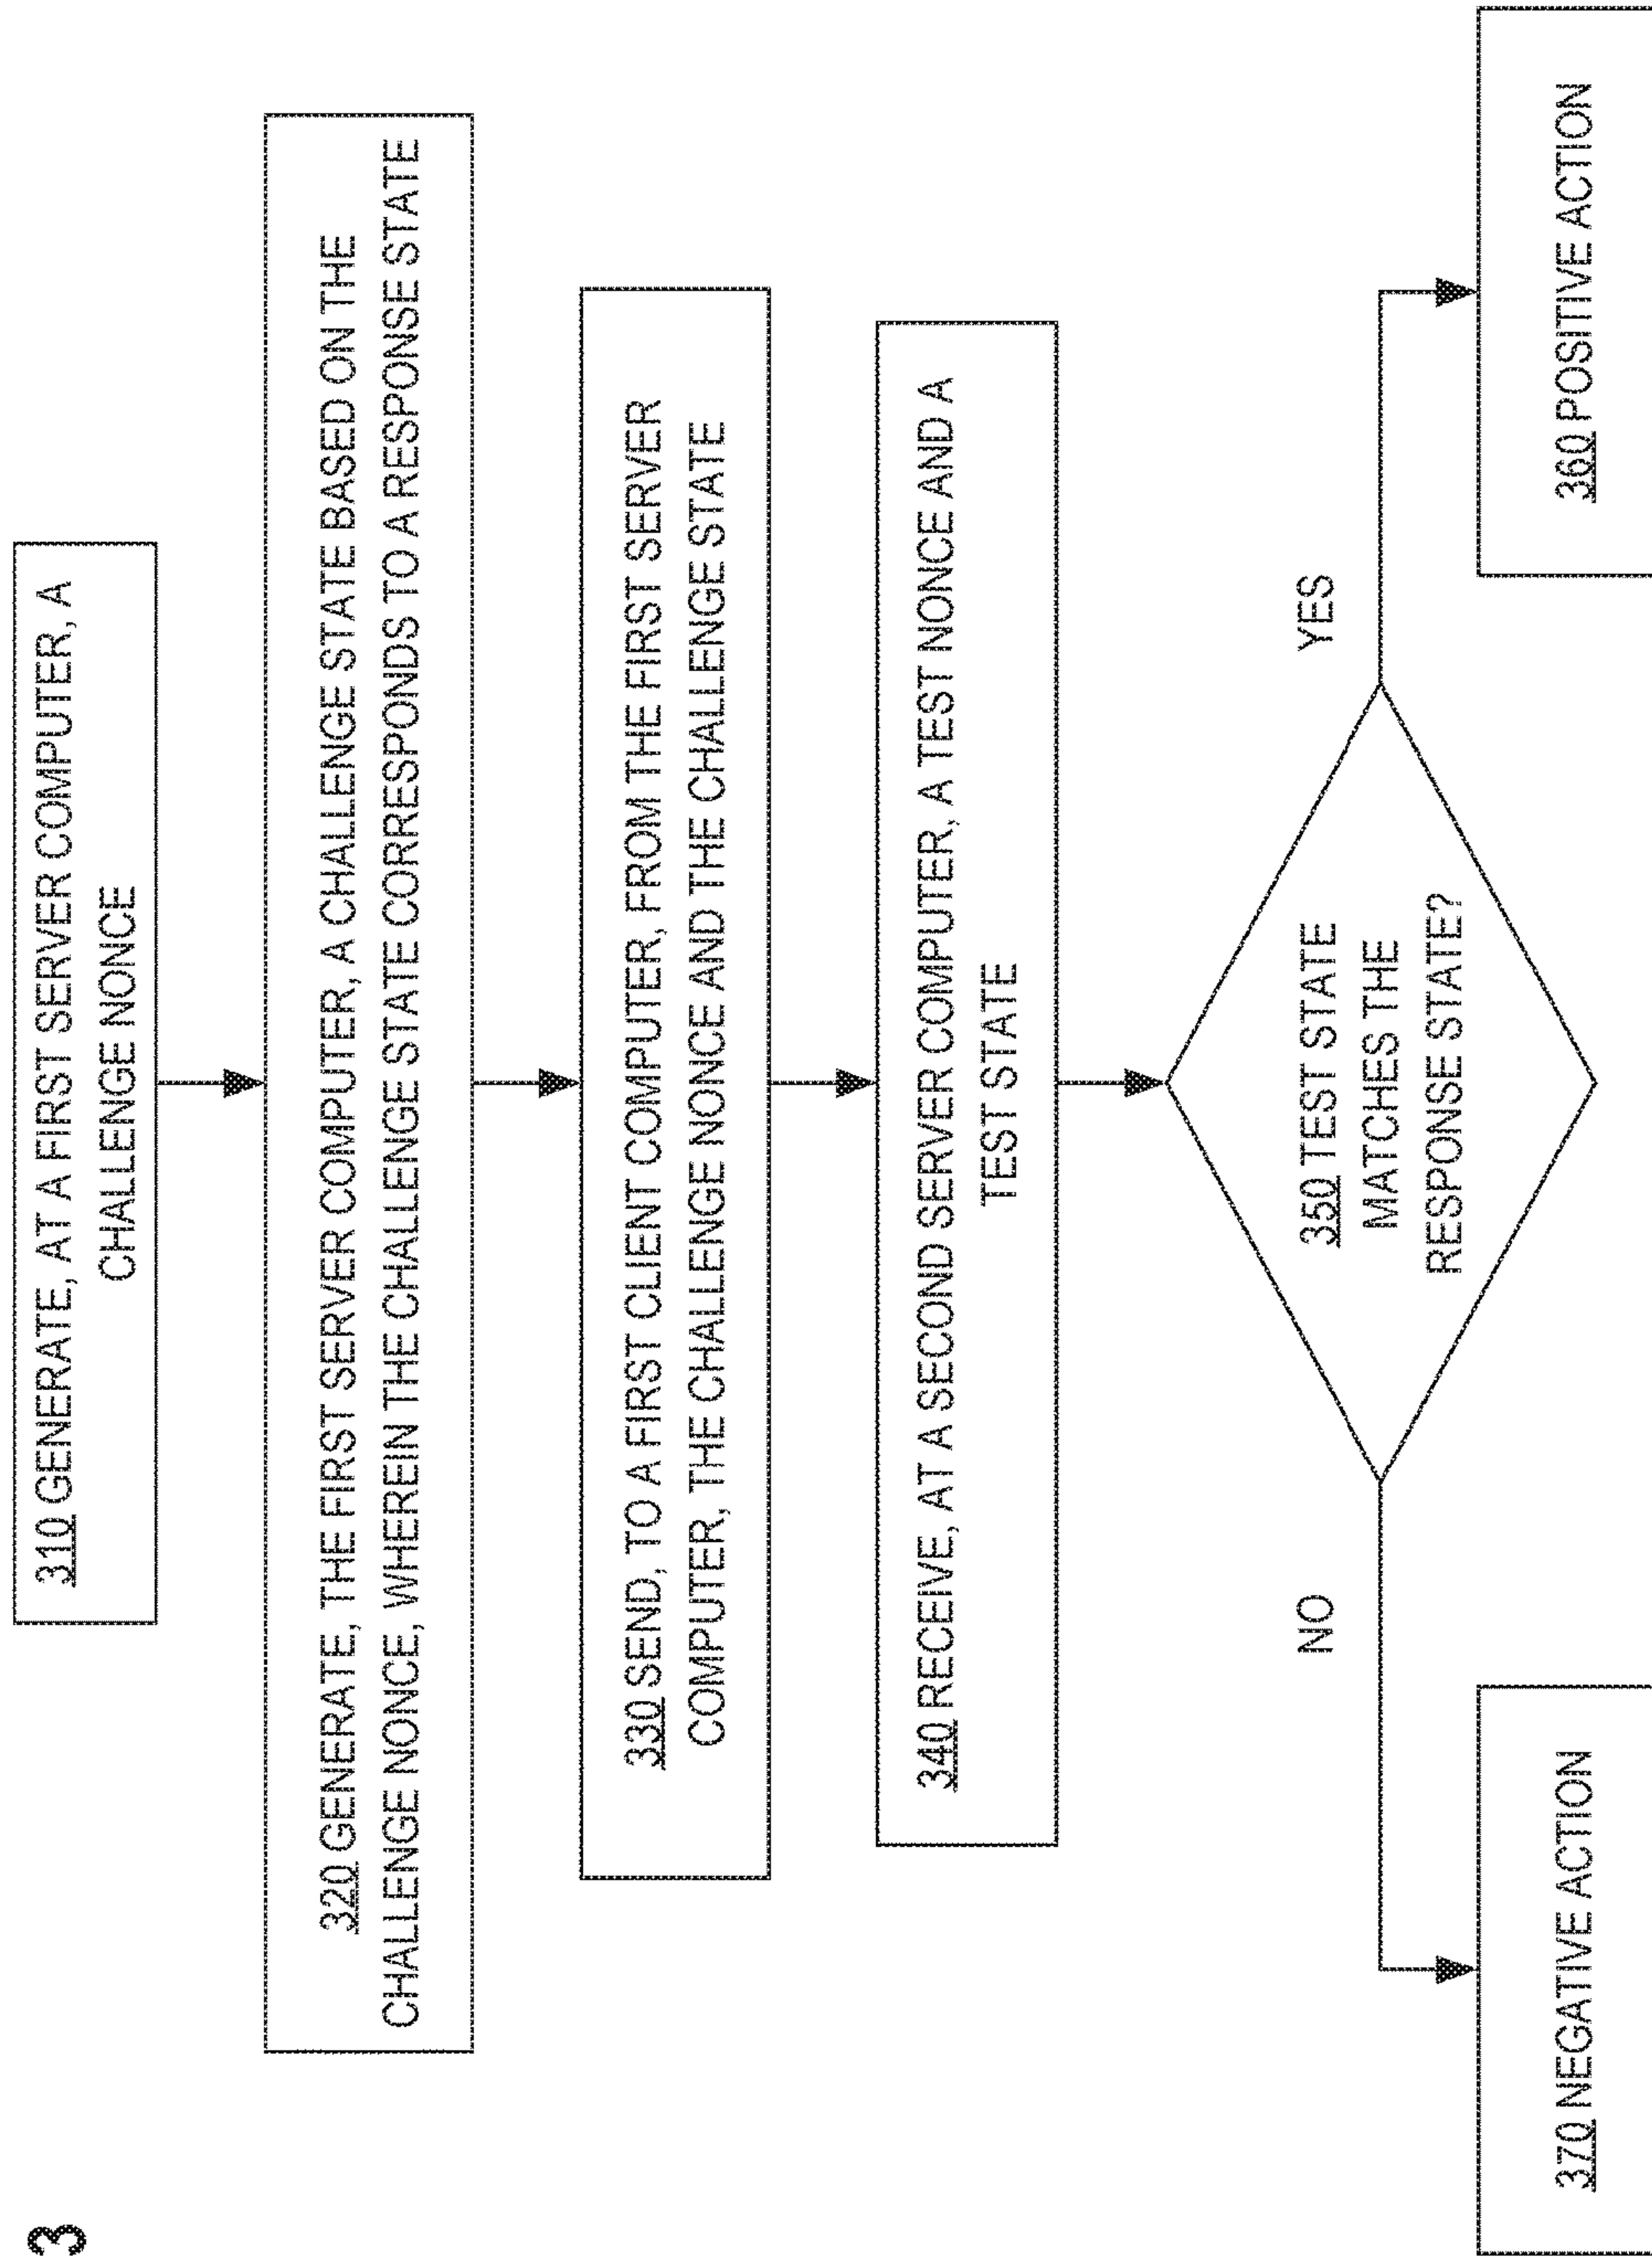 3
310 GENERATE, AT A FIRST SERVER COMPUTER, A
CHALLENGE NONCE
320 GENERATE, THE FIRST SERVER COMPUTER, A CHALLENGE STATE BASED ON THE
CHALLENGE NONCE, WHEREIN THE CHALLENGE STATE CORRESPONDS TO A RESPONSE STATE
330 SEND, TO A FIRST CLIENT COMPUTER, FROM THE FIRST SERVER
COMPUTER, THE CHALLENGE NONCE AND THE CHALLENGE STATE
340 RECEIVE, AT A SECOND SERVER COMPUTER, A TEST NONCE AND A
TEST STATE
350 TEST STATE
MATCHES THE
RESPONSE STATE?
NO
YES
370 NEGATIVE ACTION
360 POSITIVE ACTION